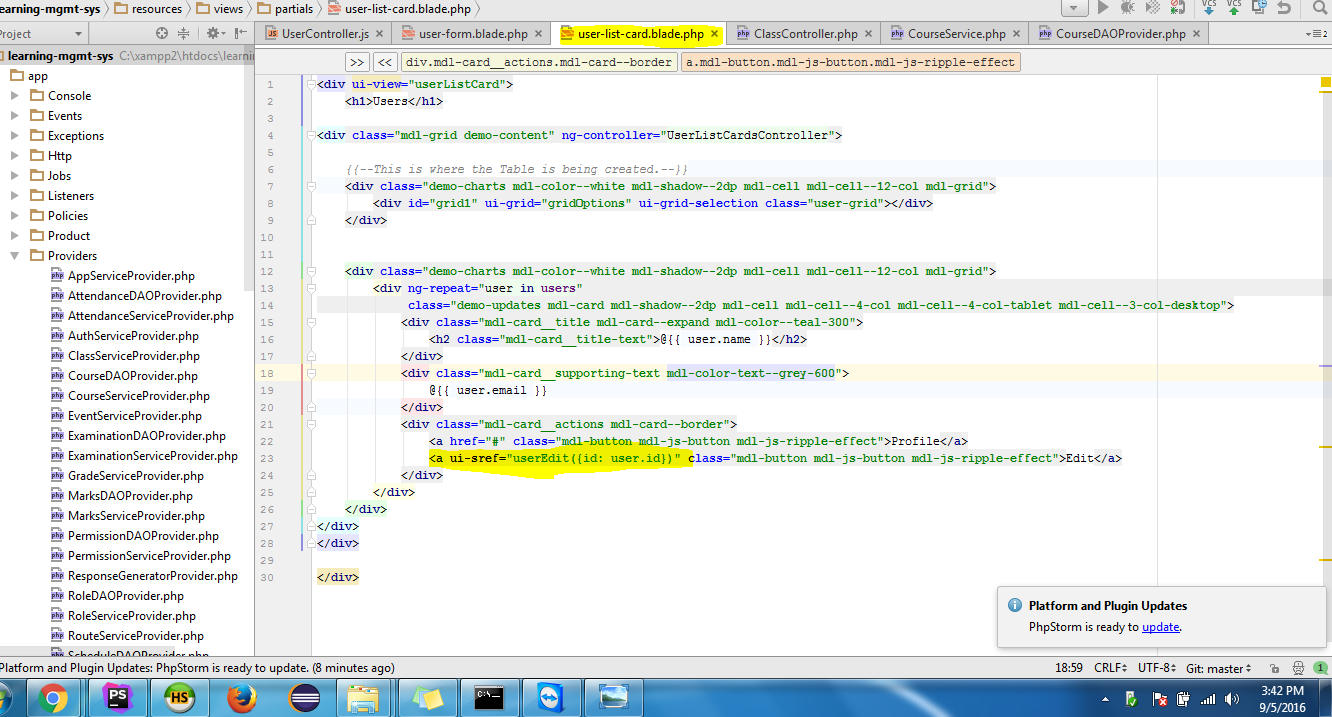 earning-mgmt-sys resources views partials user-list-card.blade.php
Project
UserController.js user-form.blade.php user-list-card.blade.php ClassController.php CourseService.php CourseDAOProvider.php
learning-mgmt-sys C:\xampp2\htdocs\learni
>> << div.mdl-card__actions.mdl-card--border a.mdl-button.mdl-js-button.mdl-js-ripple-effect
app
Console
Events
Exceptions
Http
Jobs
Listeners
Policies
Product
Providers
AppServiceProvider.php
AttendanceDAOProvider.php
AttendanceServiceProvider.php
AuthServiceProvider.php
ClassServiceProvider.php
CourseDAOProvider.php
CourseServiceProvider.php
EventServiceProvider.php
ExaminationDAOProvider.php
ExaminationServiceProvider.php
GradeServiceProvider.php
MarksDAOProvider.php
MarksServiceProvider.php
PermissionDAOProvider.php
PermissionServiceProvider.php
ResponseGeneratorProvider.php
RoleDAOProvider.php
RoleServiceProvider.php
RouteServiceProvider.php
ScheduleDAOProvider.php
1 <div ui-view="userListCard">
2 <h1>Users</h1>
3
4 <div class="mdl-grid demo-content" ng-controller="UserListCardsController">
5
6 {{--This is where the Table is being created.--}}
7 <div class="demo-charts mdl-color--white mdl-shadow--2dp mdl-cell mdl-cell--12-col mdl-grid">
8 <div id="grid1" ui-grid="gridOptions" ui-grid-selection class="user-grid"></div>
9 </div>
10
11
12 <div class="demo-charts mdl-color--white mdl-shadow--2dp mdl-cell mdl-cell--12-col mdl-grid">
13 <div ng-repeat="user in users"
14 class="demo-updates mdl-card mdl-shadow--2dp mdl-cell mdl-cell--4-col mdl-cell--4-col-tablet mdl-cell--3-col-desktop">
15 <div class="mdl-card__title mdl-card--expand mdl-color--teal-300">
16 <h2 class="mdl-card__title-text">@{{ user.name }}</h2>
17 </div>
18 <div class="mdl-card__supporting-text mdl-color-text--grey-600">
19 @{{ user.email }}
20 </div>
21 <div class="mdl-card__actions mdl-card--border">
22 <a href="#" class="mdl-button mdl-js-button mdl-js-ripple-effect">Profile</a>
23 <a ui-sref="userEdit({id: user.id})" class="mdl-button mdl-js-button mdl-js-ripple-effect">Edit</a>
24 </div>
25 </div>
26 </div>
27 </div>
28 </div>
29
30 </div>
Platform and Plugin Updates
PhpStorm is ready to update.
Platform and Plugin Updates: PhpStorm is ready to update. (8 minutes ago) 18:59 CRLF UTF-8 Git: master 1
3:42 PM
9/5/2016